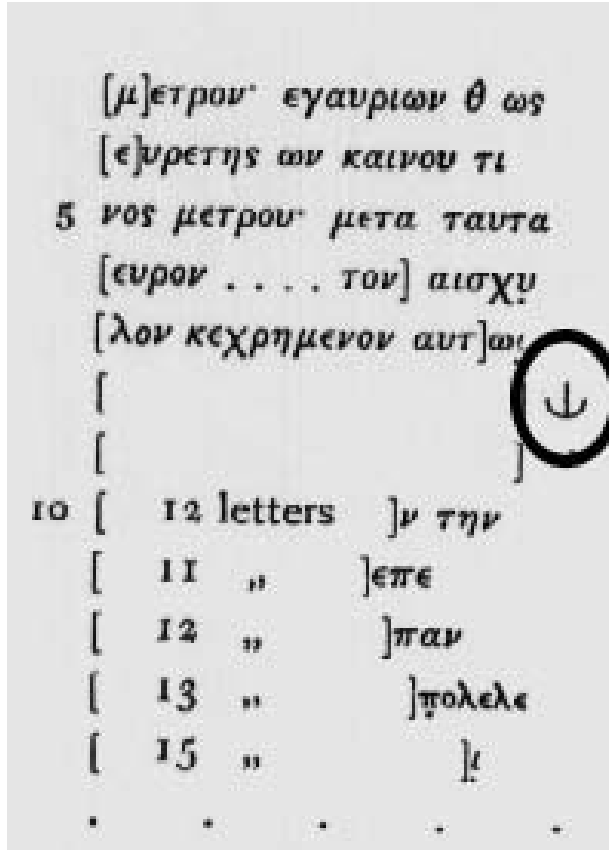 [μ]ετρον· εγαυριων θ ως
[ε]υρετης ων καινου τι
5 νος μετρου· μετα ταυτα
[ευρον . . . . τον] αισχυ̣
[λον κεχρημενον αυτ]ως̣
[ ] ⸔
[ ]
10 [ 12 letters ]ν την
[ 11 „ ]επε
[ 12 „ ]παν
[ 13 „ ]π̣ολελε
[ 15 „ ]ι̣
. . . . .